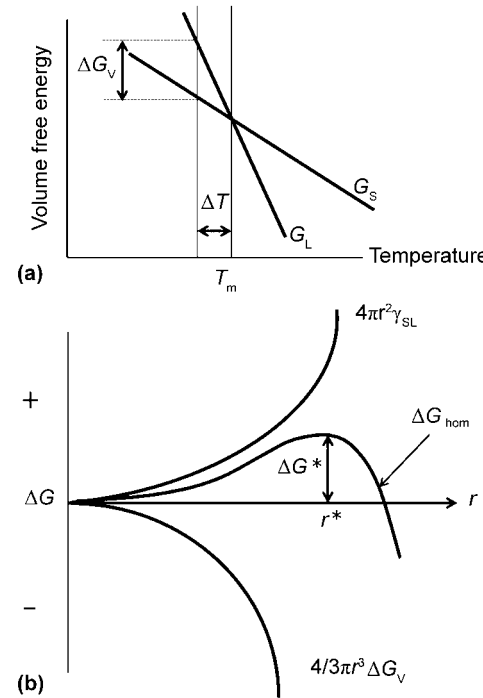 Volume free energy
ΔG_V
ΔT
G_S
G_L
Temperature
T_m
(a)
4πr²γ_SL
+
ΔG_hom
ΔG*
ΔG
r*
r
−
4/3πr³ΔG_V
(b)